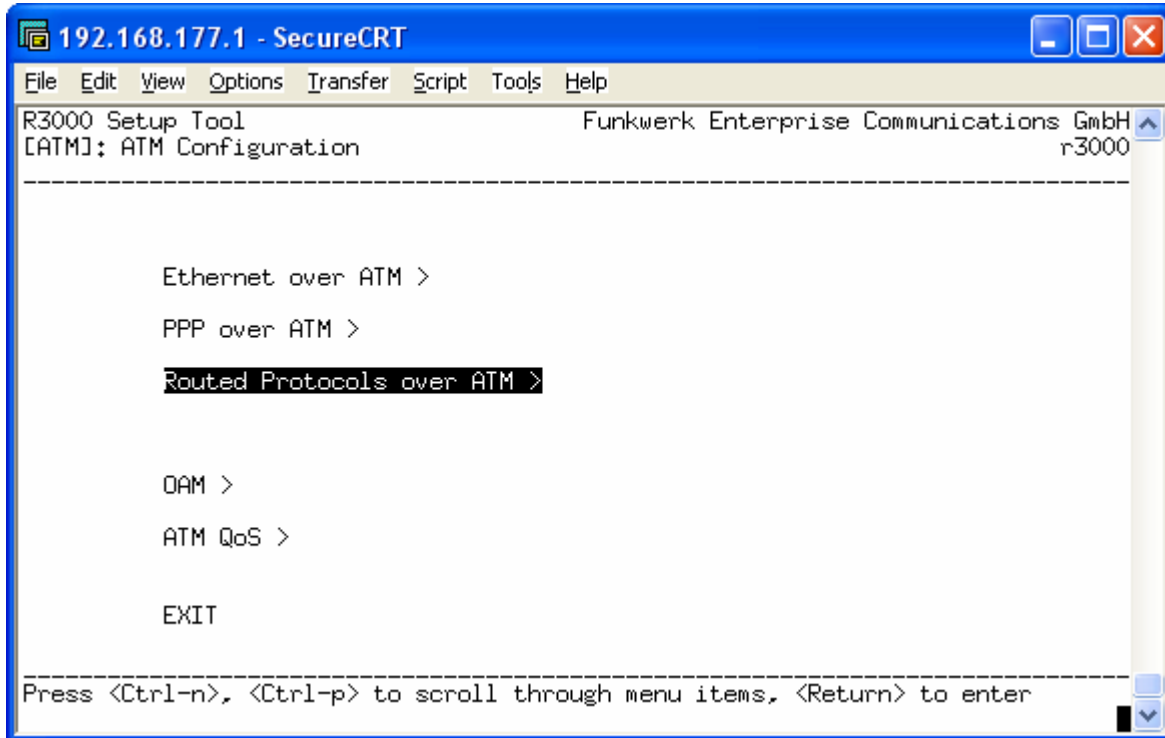 192.168.177.1 - SecureCRT
File Edit View Options Transfer Script Tools Help
R3000 Setup Tool Funkwerk Enterprise Communications GmbH
[ATM]: ATM Configuration r3000
Ethernet over ATM >
PPP over ATM >
Routed Protocols over ATM >
OAM >
ATM QoS >
EXIT
Press <Ctrl-n>, <Ctrl-p> to scroll through menu items, <Return> to enter